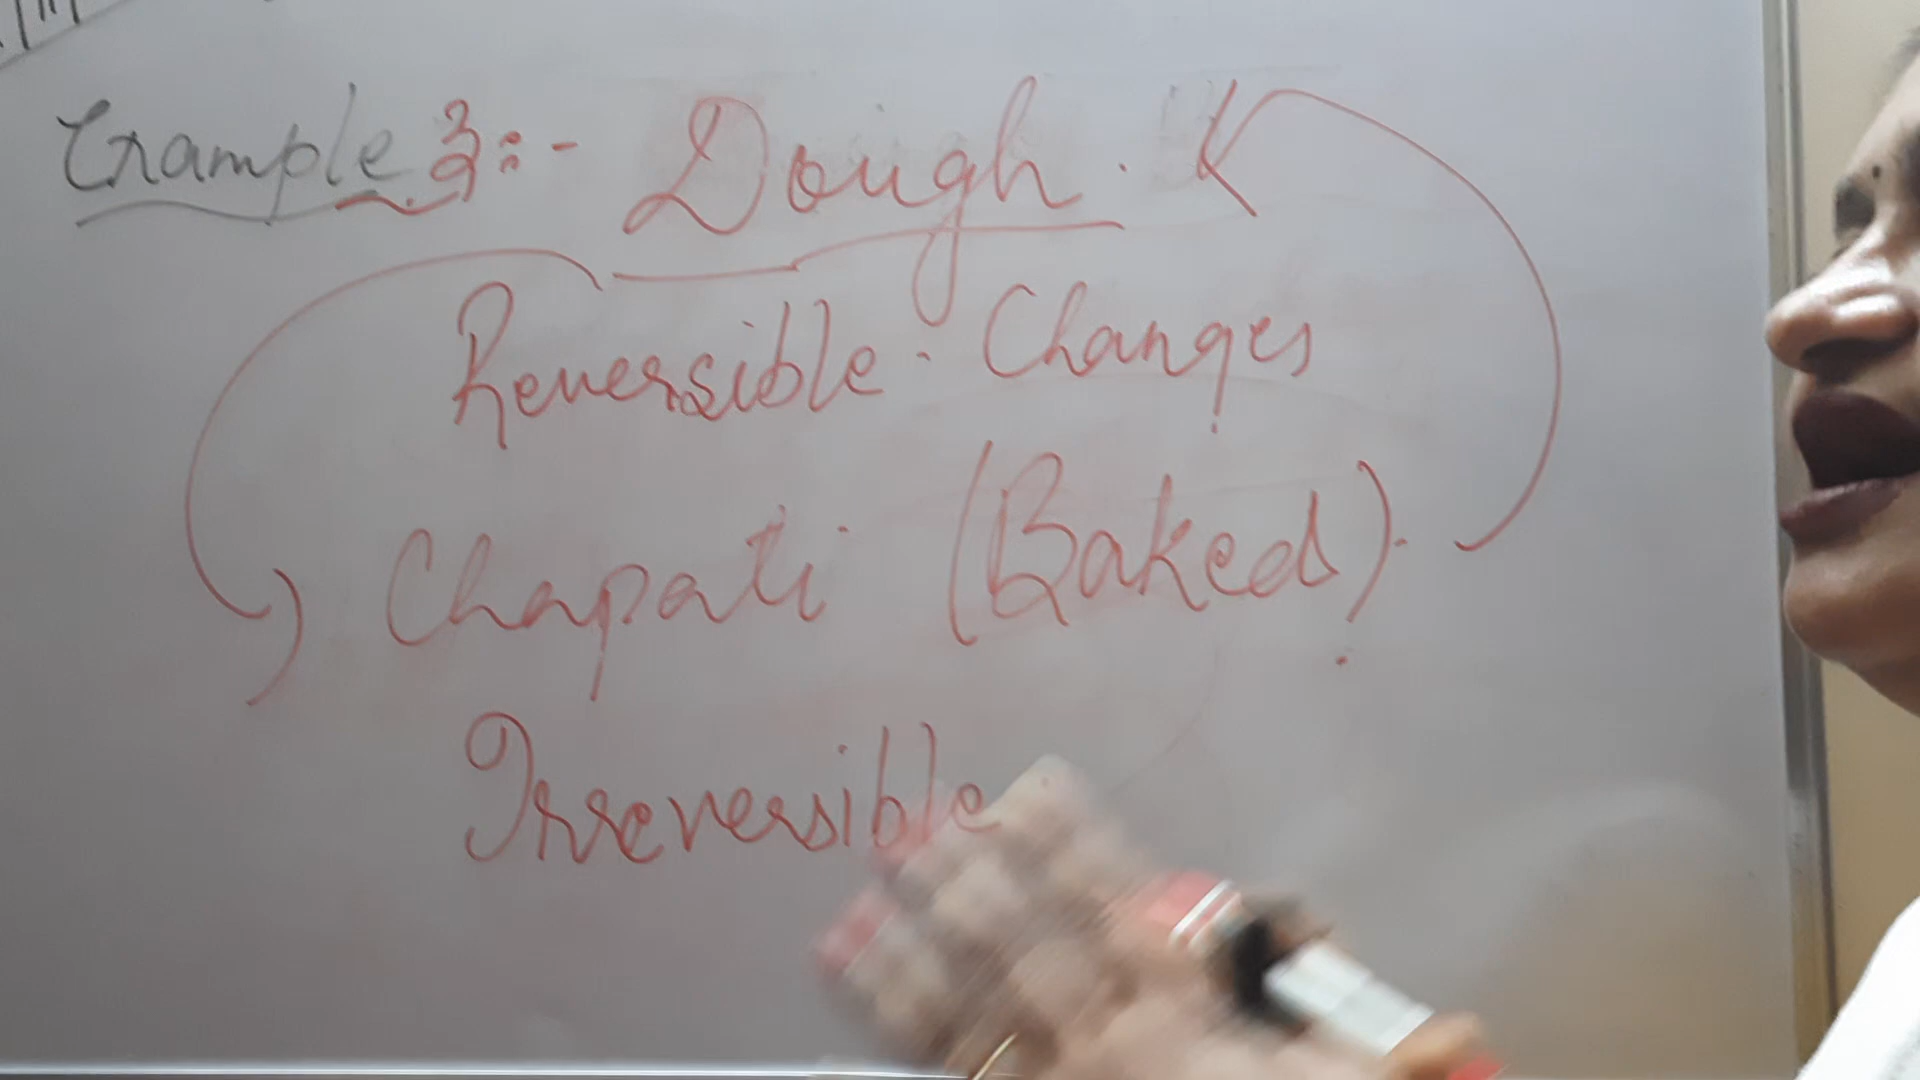 Example 3:- Dough.
Reversible Changes
Chapati (Baked).
Irreversible